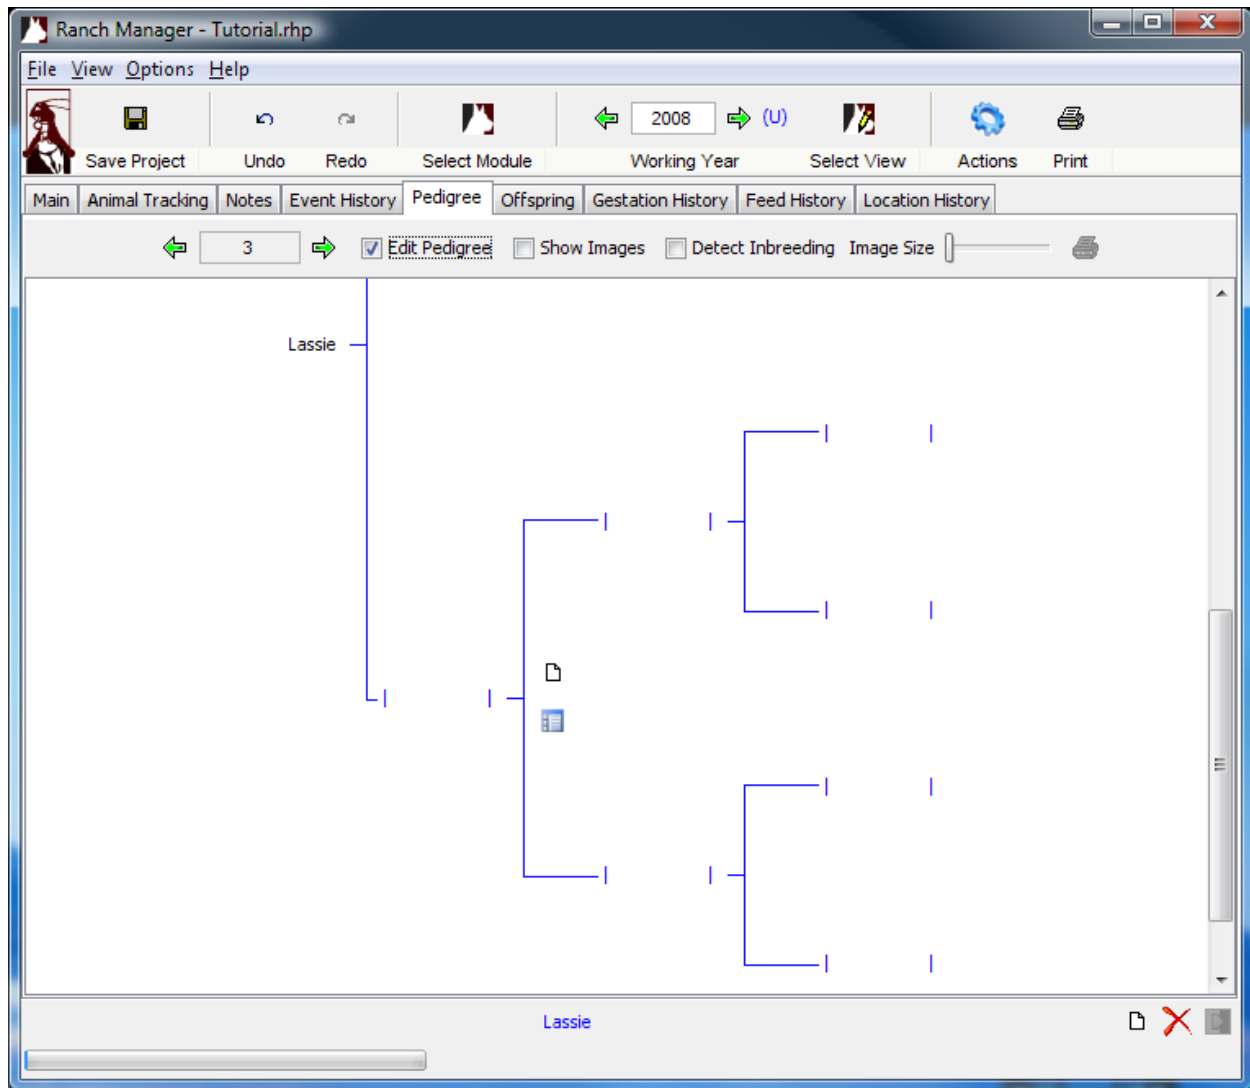 Ranch Manager - Tutorial.rhp
File View Options Help
2008 (U)
Save Project Undo Redo Select Module Working Year Select View Actions Print
Main Animal Tracking Notes Event History Pedigree Offspring Gestation History Feed History Location History
3 Edit Pedigree Show Images Detect Inbreeding Image Size
Lassie
Lassie